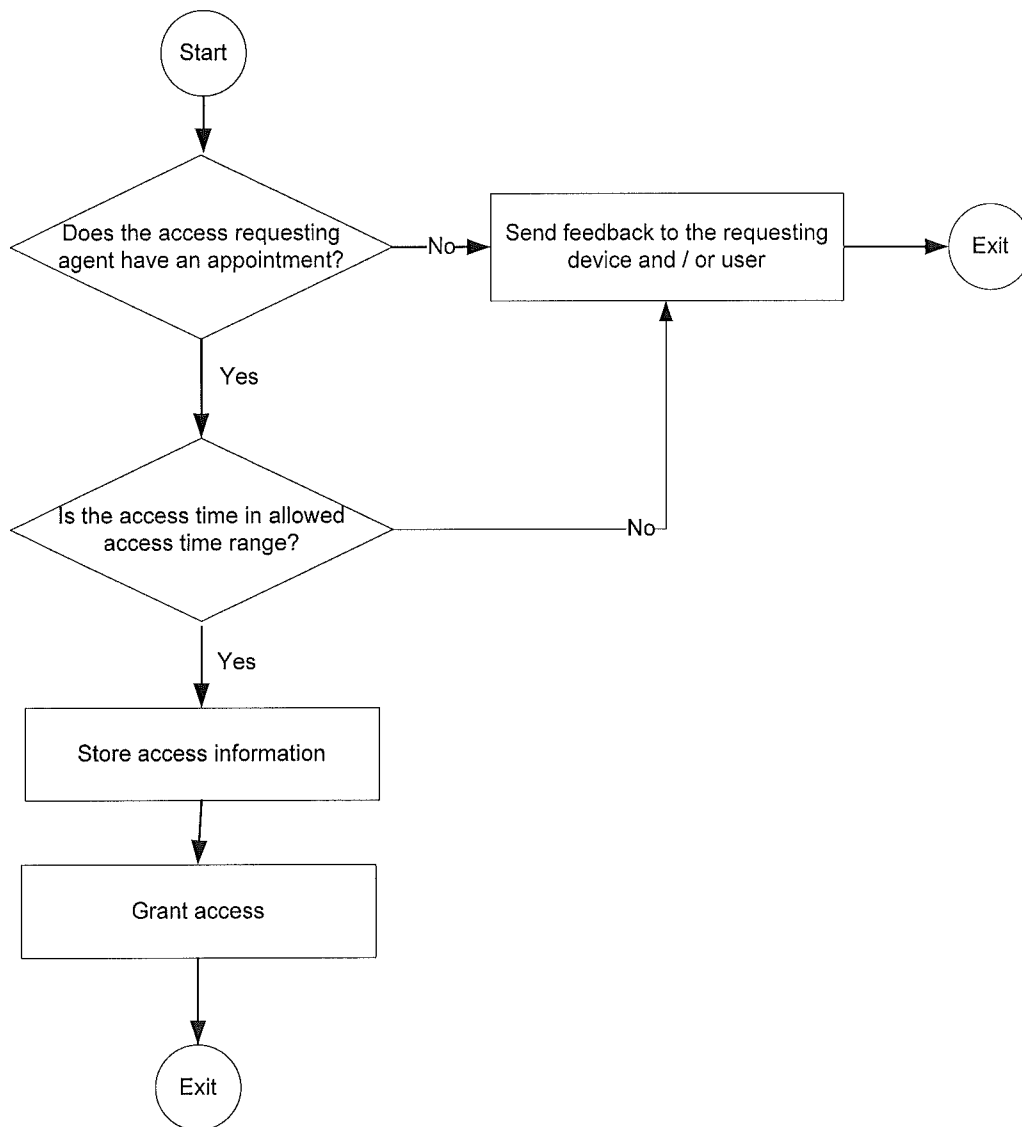 Start
Does the access requesting
agent have an appointment?
No
Send feedback to the requesting
device and / or user
Exit
Yes
Is the access time in allowed
access time range?
No
Yes
Store access information
Grant access
Exit